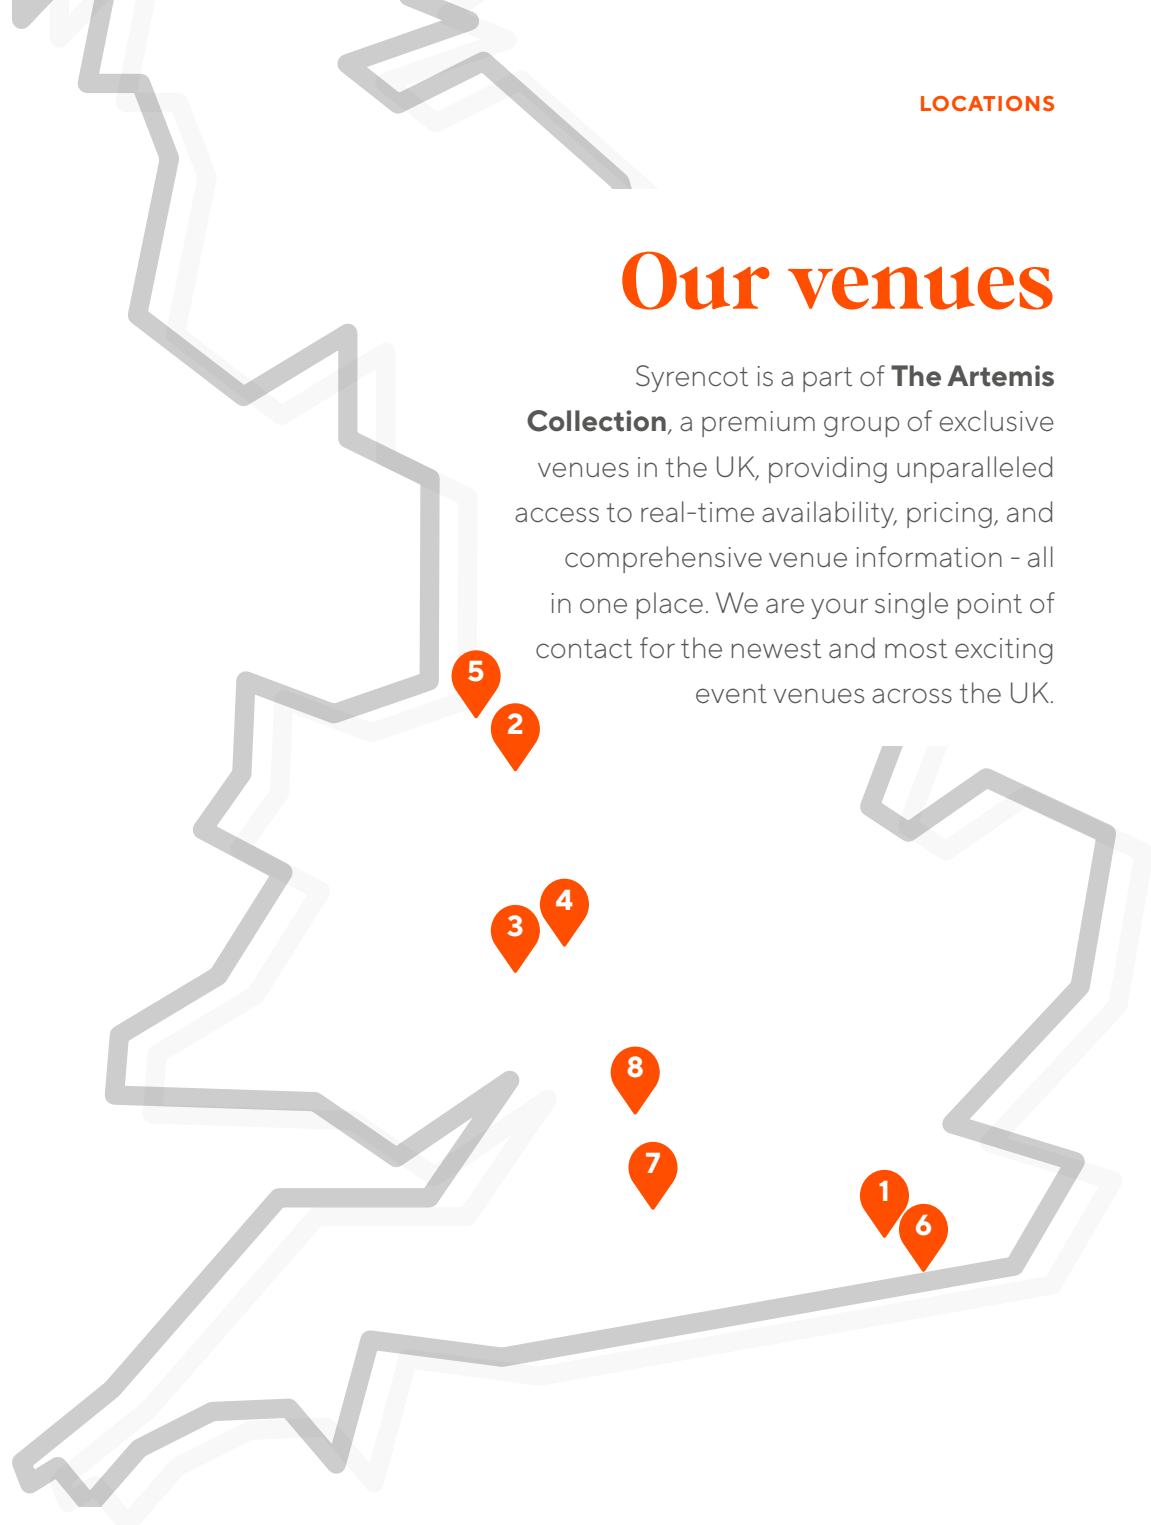 LOCATIONS
Our venues
Syrencot is a part of The Artemis
Collection, a premium group of exclusive
venues in the UK, providing unparalleled
access to real-time availability, pricing, and
comprehensive venue information - all
in one place. We are your single point of
contact for the newest and most exciting
event venues across the UK.
5
2
4
3
8
7
1
6